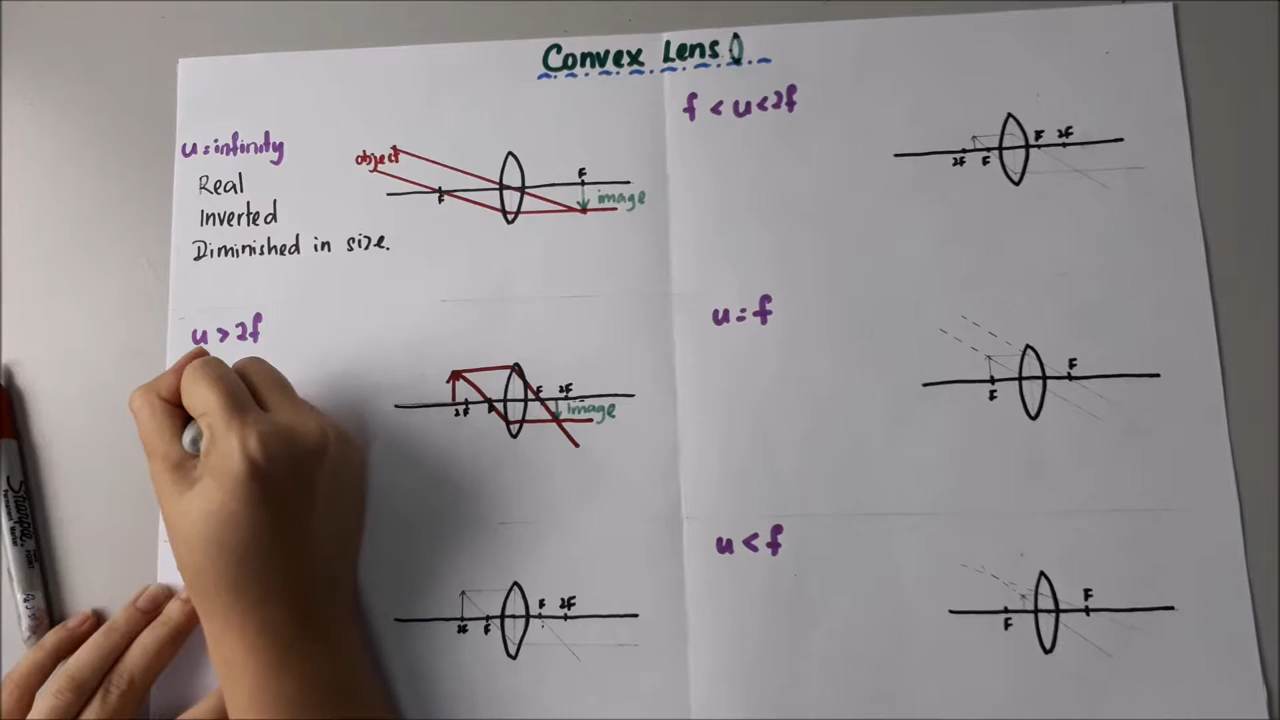 Convex Lens
u = infinity
Real
Inverted
Diminished in size.
object
F
F
image
u > 2f
2F
F
F
2F
image
2F
F
F
2F
f < u < 2f
2F
F
F
2F
u = f
F
F
u < f
F
F
Sharpie